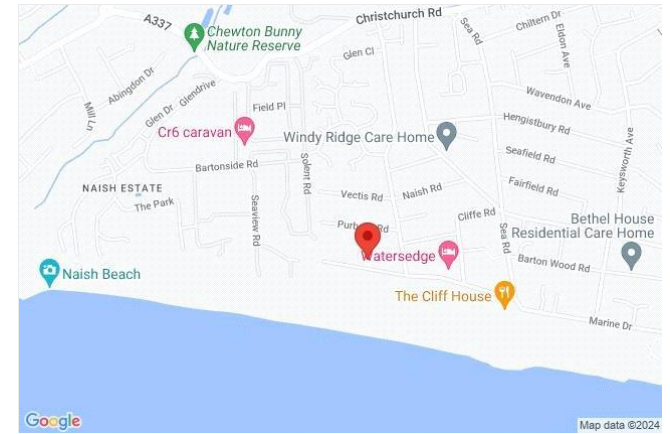 A337
Chewton Bunny
Nature Reserve
Christchurch Rd
Sea Rd
Chiltern Dr
Eldon Ave
Glen Cl
Abingdon Dr
Glendrive
Mill Ln
Glen Dr
Field Pl
Wavendon Ave
Hengistbury Rd
Cr6 caravan
Windy Ridge Care Home
Keysworth Ave
Bartonside Rd
Solent Rd
Seafield Rd
NAISH ESTATE
The Park
Vectis Rd
Naish Rd
Fairfield Rd
Seaview Rd
Cliffe Rd
Sea Rd
Bethel House
Residential Care Home
Naish Beach
Watersedge
Barton Wood Rd
The Cliff House
Marine Dr
Google
Map data ©2024